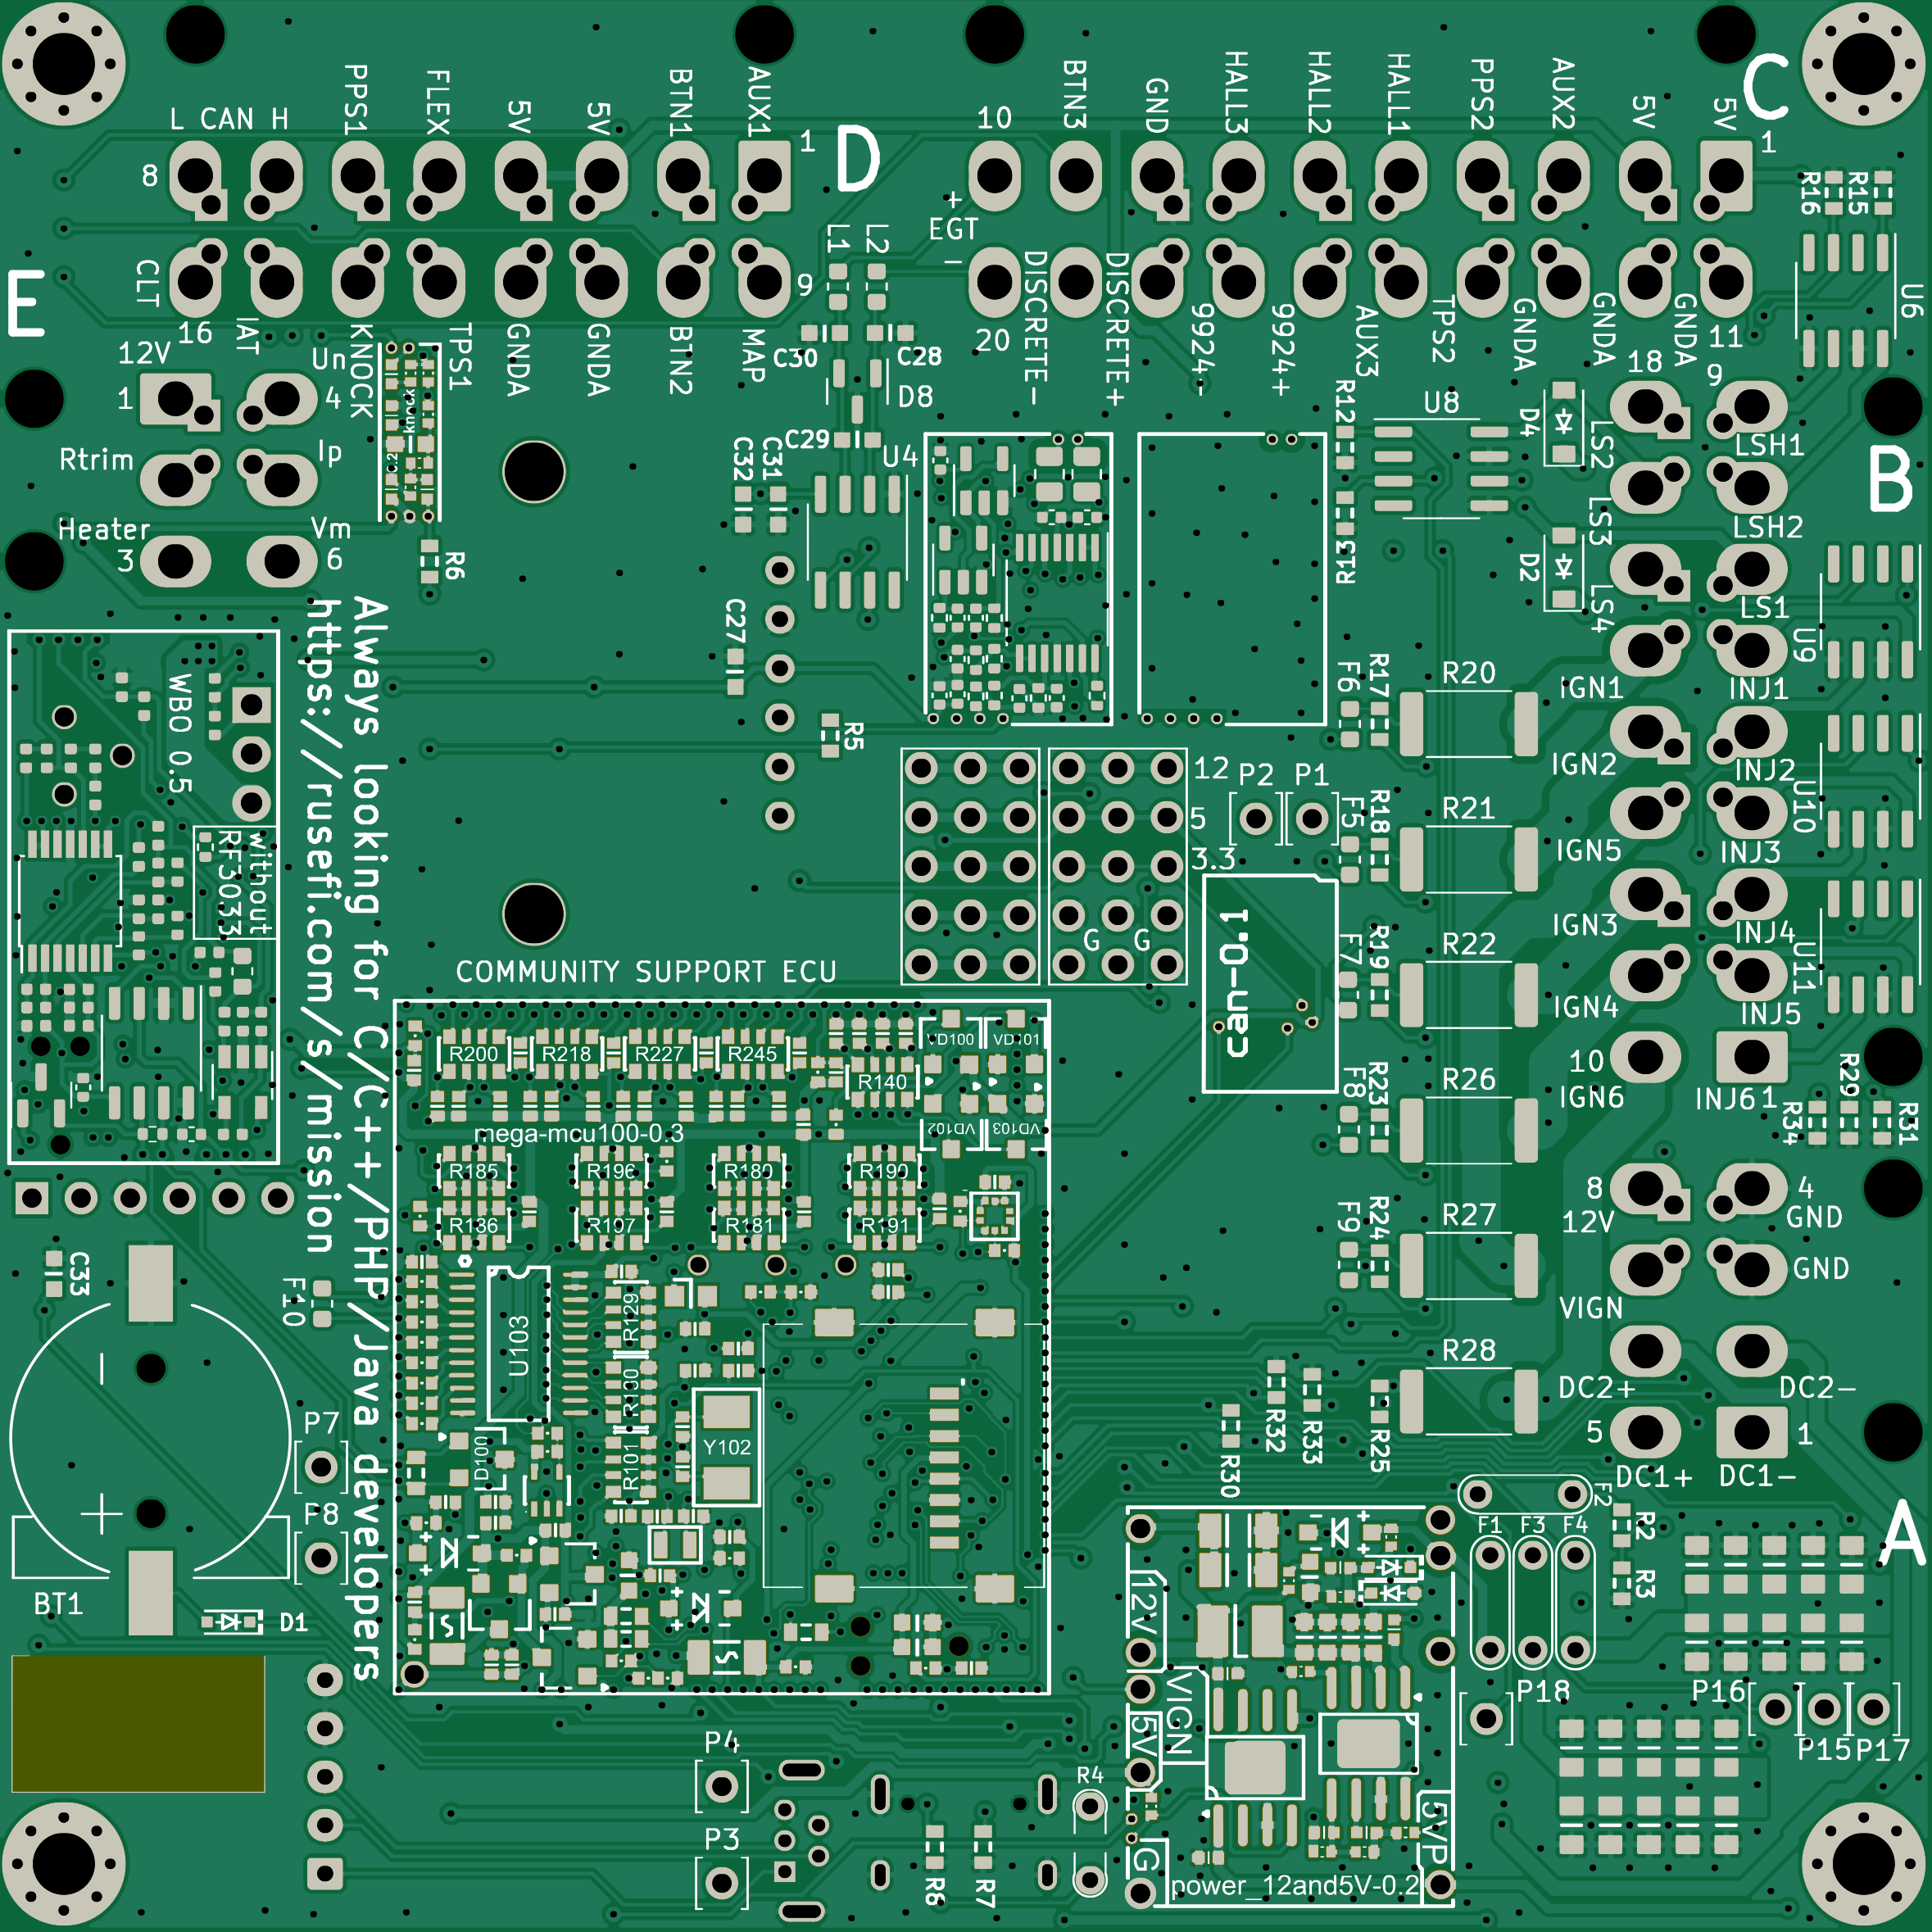 C
AUX1
BTN1
5V
5V
FLEX
PPS1
L CAN H
8
1
D
10
BTN3
GND
HALL3
HALL2
HALL1
PPS2
AUX2
5V
5V
1
R16
R15
+
EGT
-
L1
L2
E
CLT
16
IAT
KNOCK
TPS1
GNDA
GNDA
BTN2
MAP
9
20
DISCRETE-
DISCRETE+
9924-
9924+
AUX3
TPS2
GNDA
GNDA
GNDA
11
U6
12V
Un
1
4
Rtrim
Ip
Heater
Vm
3
6
knock
R6
C30
C28
D8
C29
U4
C32
C31
C27
R5
R12
R13
U8
D4
D2
18
9
LS2
LSH1
B
LS3
LSH2
LS4
LS1
U9
IGN1
INJ1
IGN2
INJ2
U10
IGN5
INJ3
IGN3
INJ4
U11
IGN4
INJ5
10
IGN6
INJ6
1
R29
R34
R31
F6
R17
R20
F5
R18
R21
F7
R19
R22
F8
R23
R26
F9
R24
R27
R28
R25
12
5
3.3
G
G
P2
P1
can-0.1
WBO 0.5
without
RF3033
Always looking for C/C++/PHP/Java developers
https://rusefi.com/s/mission
COMMUNITY SUPPORT ECU
R200
R218
R227
R245
R140
VD100
VD101
VD102
VD103
mega-mcu100-0.3
R185
R196
R180
R190
R136
R107
R181
R191
U103
R129
R130
R101
D100
Y102
C33
F10
P7
P8
BT1
D1
+
8
12V
4
GND
GND
VIGN
DC2+
DC2-
5
1
DC1+
DC1-
R32
R33
R30
F2
F1
F3
F4
R2
R3
A
P18
P16
P15
P17
12V
VIGN
5V
5VP
G
power_12and5V-0.2
P4
P3
R8
R7
R4